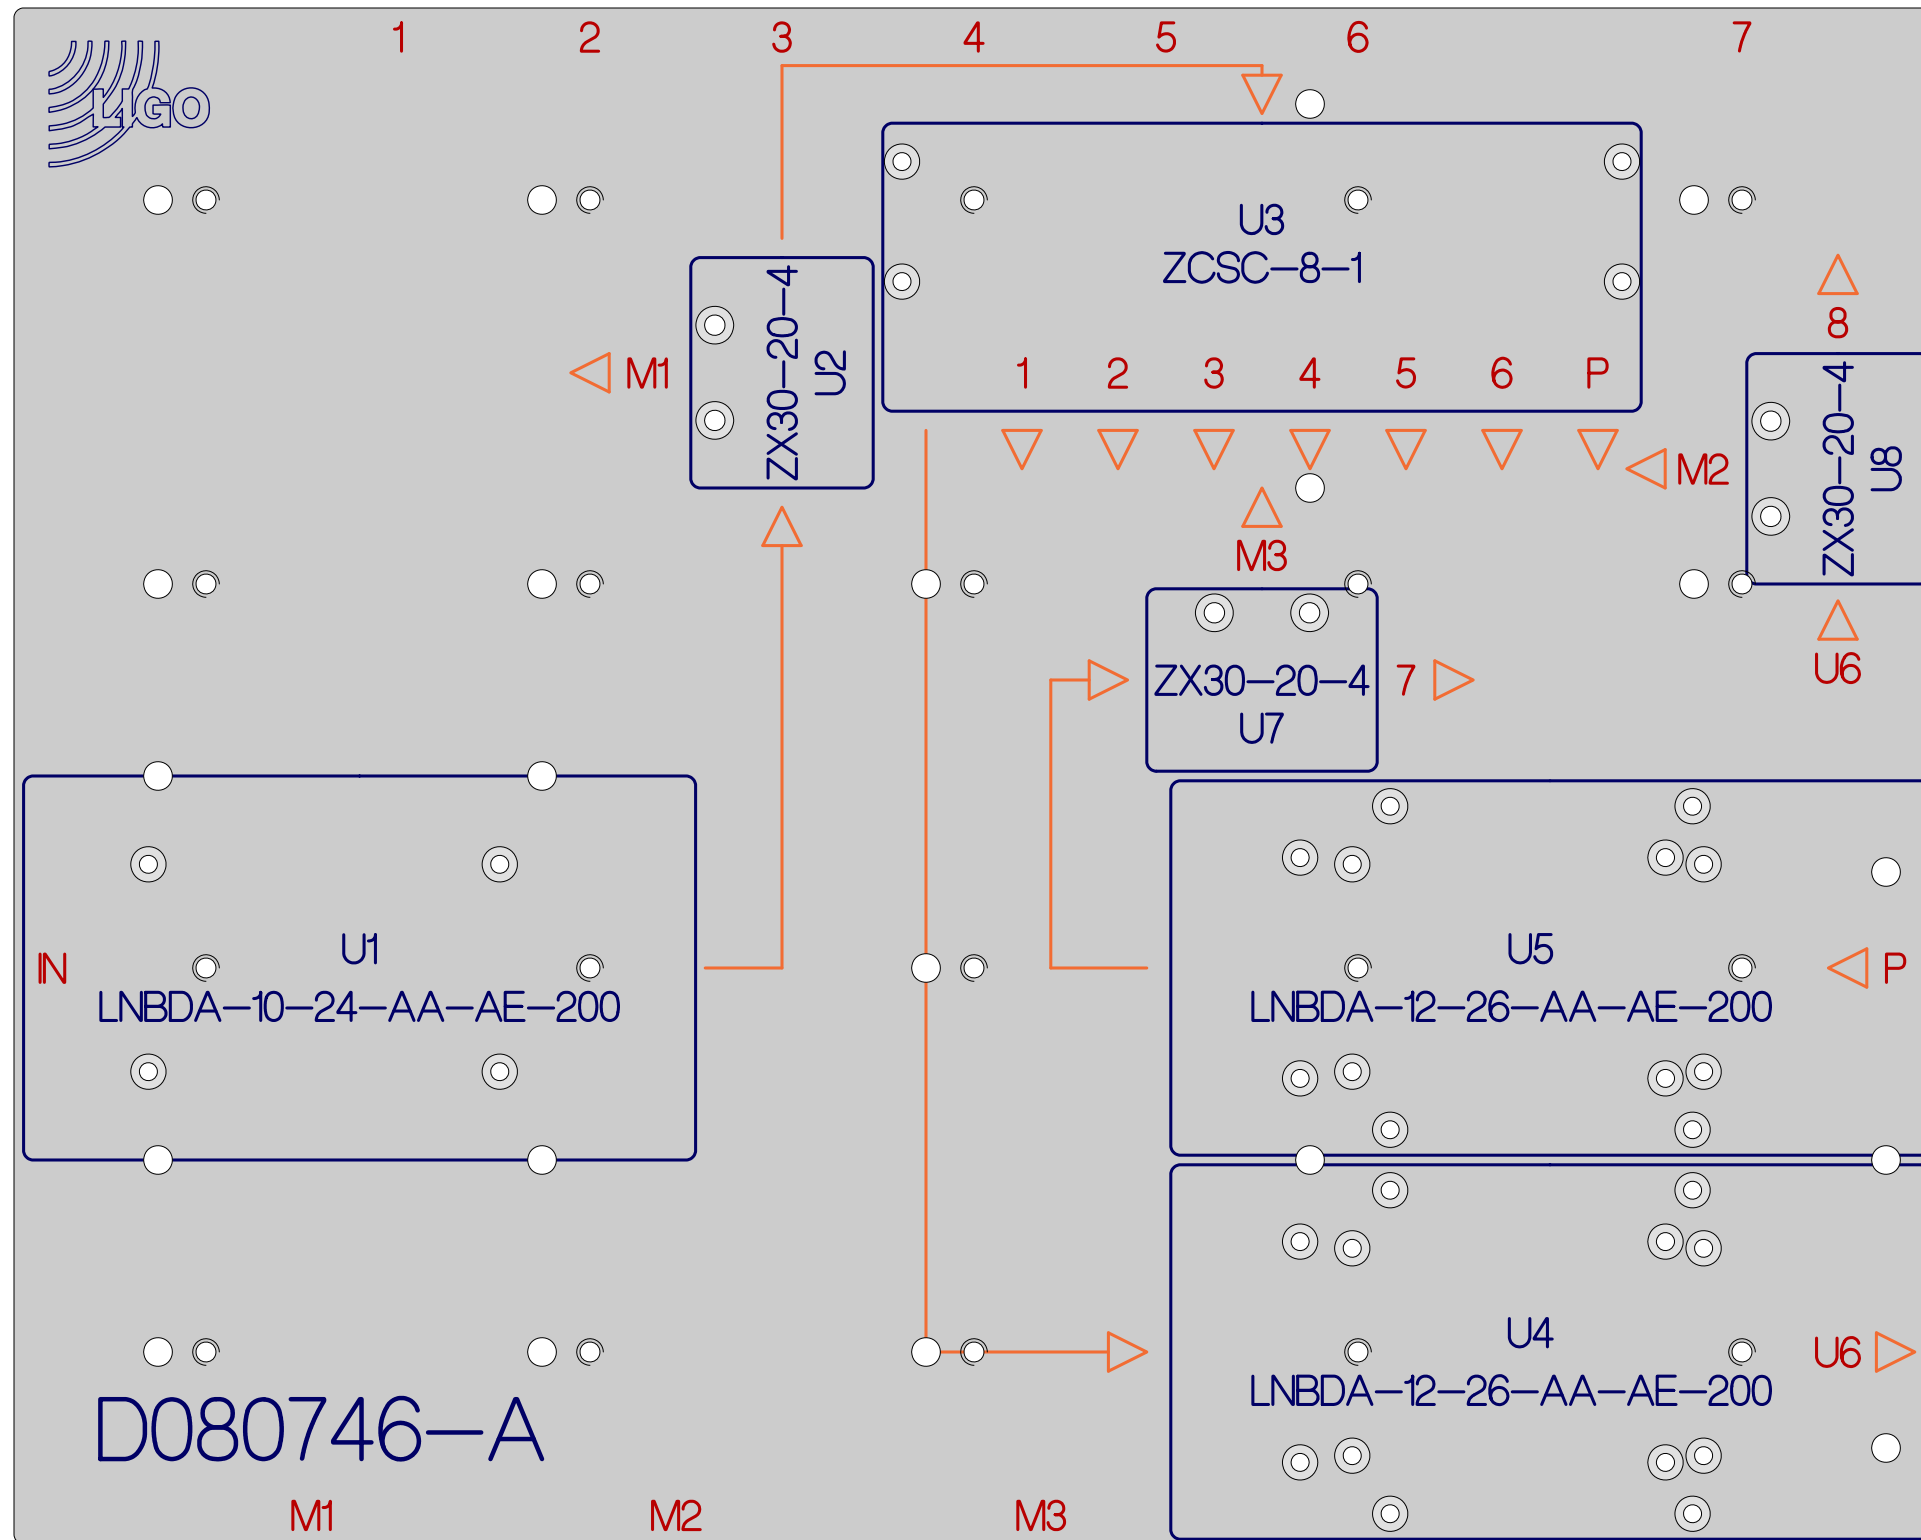 1 2 3 4 5 6 7
LIGO
U3
ZCSC-8-1
1 2 3 4 5 6 P
M1
ZX30-20-4
U2
8
M2
ZX30-20-4
U8
M3
U6
ZX30-20-4
7
U7
IN
U1
LNBDA-10-24-AA-AE-200
U5
P
LNBDA-12-26-AA-AE-200
U4
U6
LNBDA-12-26-AA-AE-200
D080746-A
M1 M2 M3